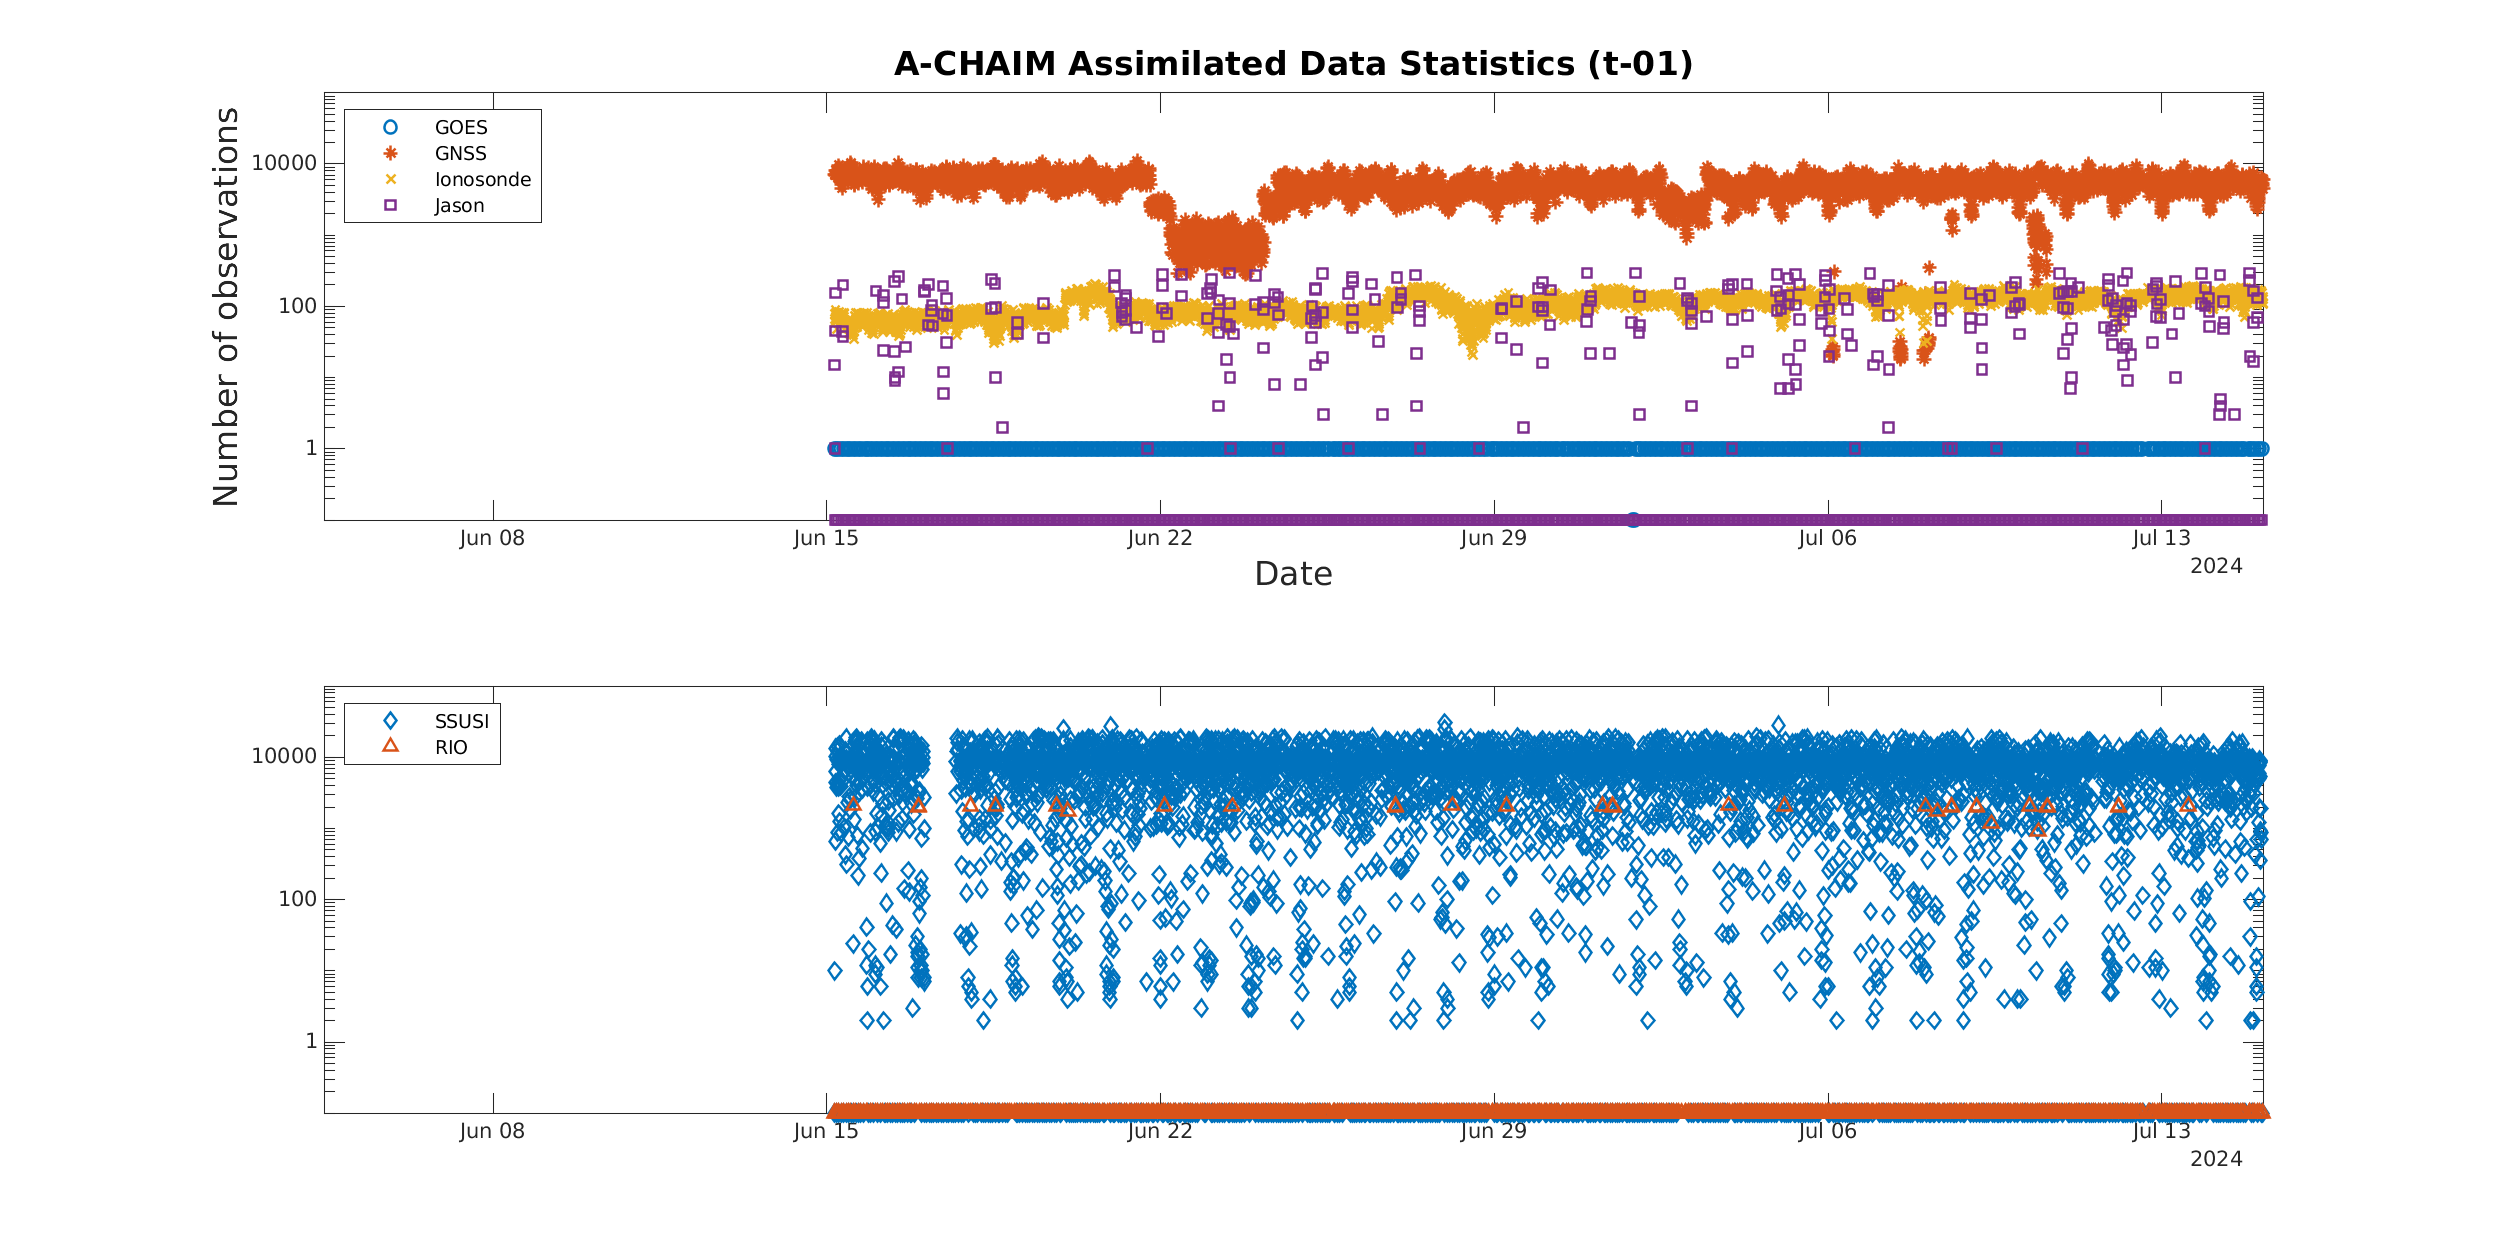 A-CHAIM Assimilated Data Statistics (t-01)
Number of observations
10000
100
1
GOES
GNSS
Ionosonde
Jason
Jun 08
Jun 15
Jun 22
Jun 29
Jul 06
Jul 13
2024
Date
10000
100
1
SSUSI
RIO
Jun 08
Jun 15
Jun 22
Jun 29
Jul 06
Jul 13
2024